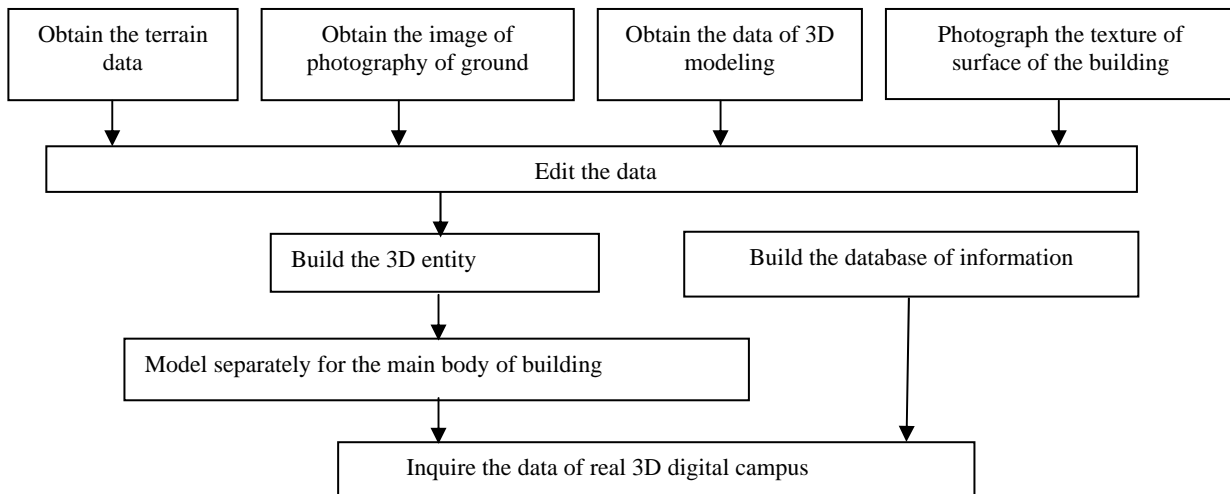 Obtain the terrain
data
Obtain the image of
photography of ground
Obtain the data of 3D
modeling
Photograph the texture of
surface of the building
Edit the data
Build the 3D entity
Build the database of information
Model separately for the main body of building
Inquire the data of real 3D digital campus